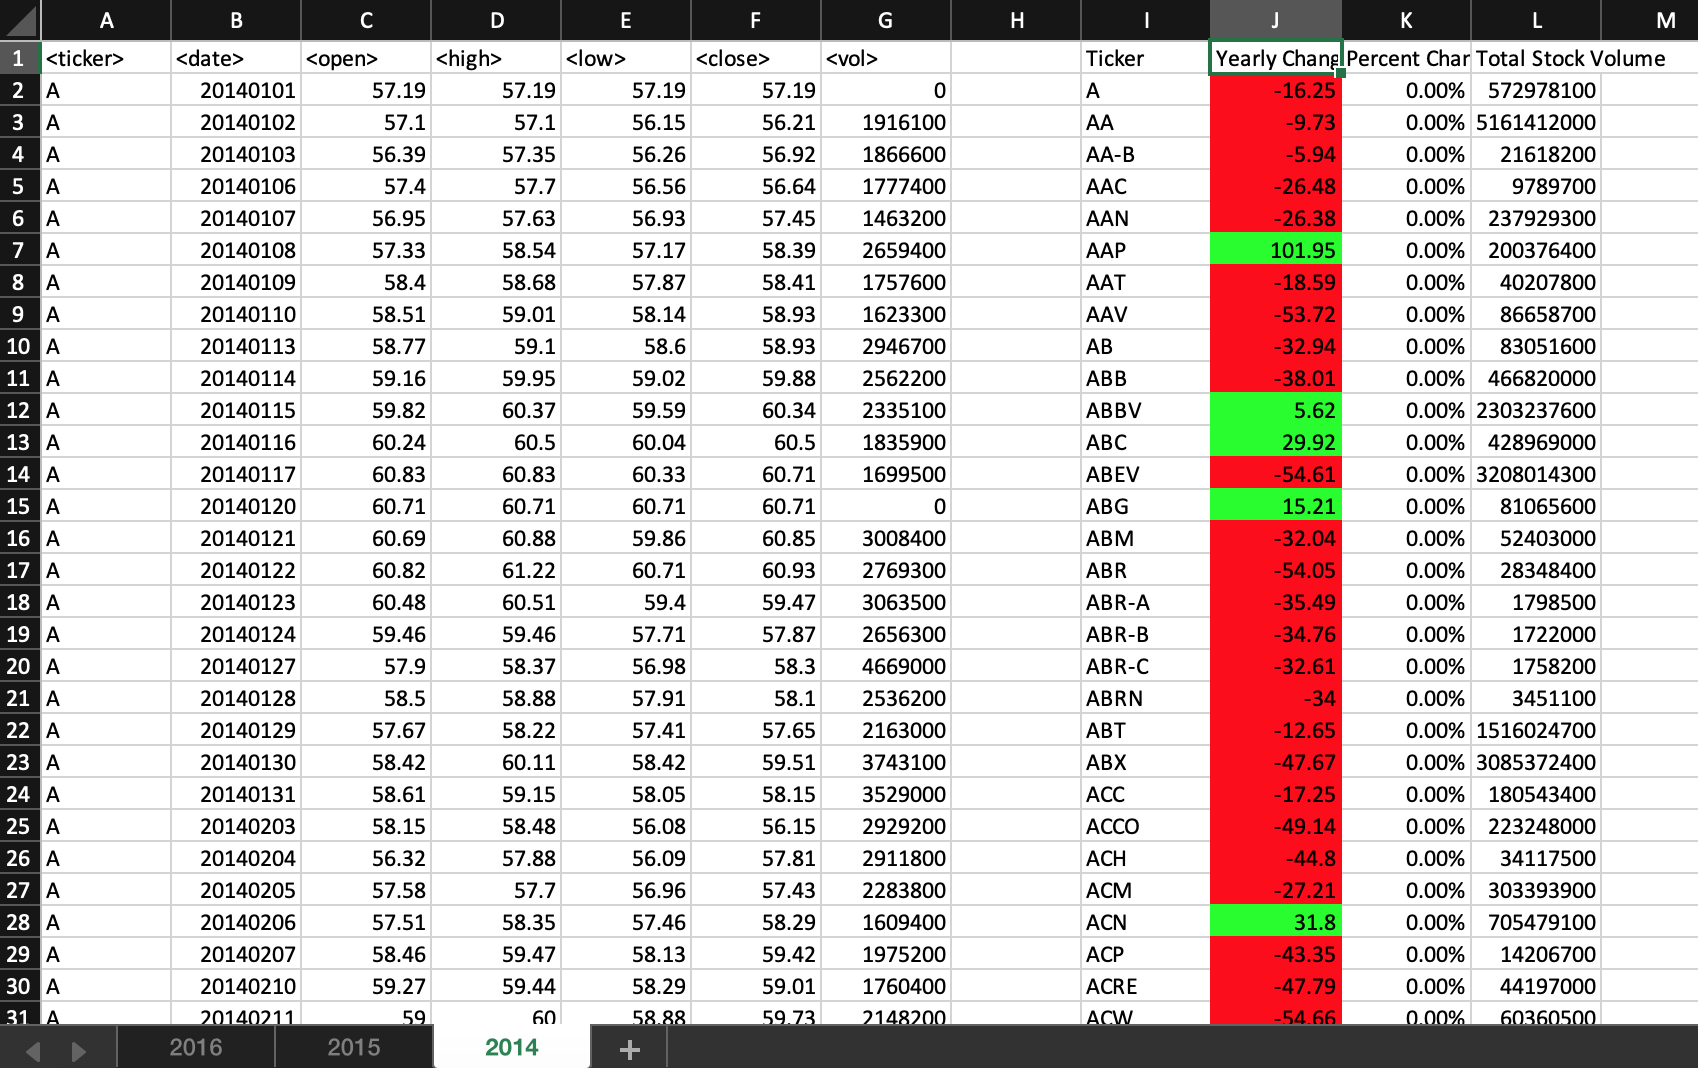 A B C D E F G H I J K L M
1 <ticker> <date> <open> <high> <low> <close> <vol> Ticker Yearly Chang Percent Char Total Stock Volume
2 A 20140101 57.19 57.19 57.19 57.19 0 A -16.25 0.00% 572978100
3 A 20140102 57.1 57.1 56.15 56.21 1916100 AA -9.73 0.00% 5161412000
4 A 20140103 56.39 57.35 56.26 56.92 1866600 AA-B -5.94 0.00% 21618200
5 A 20140106 57.4 57.7 56.56 56.64 1777400 AAC -26.48 0.00% 9789700
6 A 20140107 56.95 57.63 56.93 57.45 1463200 AAN -26.38 0.00% 237929300
7 A 20140108 57.33 58.54 57.17 58.39 2659400 AAP 101.95 0.00% 200376400
8 A 20140109 58.4 58.68 57.87 58.41 1757600 AAT -18.59 0.00% 40207800
9 A 20140110 58.51 59.01 58.14 58.93 1623300 AAV -53.72 0.00% 86658700
10 A 20140113 58.77 59.1 58.6 58.93 2946700 AB -32.94 0.00% 83051600
11 A 20140114 59.16 59.95 59.02 59.88 2562200 ABB -38.01 0.00% 466820000
12 A 20140115 59.82 60.37 59.59 60.34 2335100 ABBV 5.62 0.00% 2303237600
13 A 20140116 60.24 60.5 60.04 60.5 1835900 ABC 29.92 0.00% 428969000
14 A 20140117 60.83 60.83 60.33 60.71 1699500 ABEV -54.61 0.00% 3208014300
15 A 20140120 60.71 60.71 60.71 60.71 0 ABG 15.21 0.00% 81065600
16 A 20140121 60.69 60.88 59.86 60.85 3008400 ABM -32.04 0.00% 52403000
17 A 20140122 60.82 61.22 60.71 60.93 2769300 ABR -54.05 0.00% 28348400
18 A 20140123 60.48 60.51 59.4 59.47 3063500 ABR-A -35.49 0.00% 1798500
19 A 20140124 59.46 59.46 57.71 57.87 2656300 ABR-B -34.76 0.00% 1722000
20 A 20140127 57.9 58.37 56.98 58.3 4669000 ABR-C -32.61 0.00% 1758200
21 A 20140128 58.5 58.88 57.91 58.1 2536200 ABRN -34 0.00% 3451100
22 A 20140129 57.67 58.22 57.41 57.65 2163000 ABT -12.65 0.00% 1516024700
23 A 20140130 58.42 60.11 58.42 59.51 3743100 ABX -47.67 0.00% 3085372400
24 A 20140131 58.61 59.15 58.05 58.15 3529000 ACC -17.25 0.00% 180543400
25 A 20140203 58.15 58.48 56.08 56.15 2929200 ACCO -49.14 0.00% 223248000
26 A 20140204 56.32 57.88 56.09 57.81 2911800 ACH -44.8 0.00% 34117500
27 A 20140205 57.58 57.7 56.96 57.43 2283800 ACM -27.21 0.00% 303393900
28 A 20140206 57.51 58.35 57.46 58.29 1609400 ACN 31.8 0.00% 705479100
29 A 20140207 58.46 59.47 58.13 59.42 1975200 ACP -43.35 0.00% 14206700
30 A 20140210 59.27 59.44 58.29 59.01 1760400 ACRE -47.79 0.00% 44197000
31 A 20140211 59 60 58.88 59.73 2148200 ACW -54.66 0.00% 60360500
2016 2015 2014 +